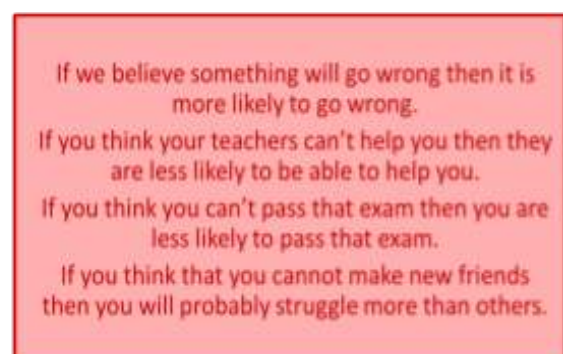 If we believe something will go wrong then it is
more likely to go wrong.
If you think your teachers can't help you then they
are less likely to be able to help you.
If you think you can't pass that exam then you are
less likely to pass that exam.
If you think that you cannot make new friends
then you will probably struggle more than others.